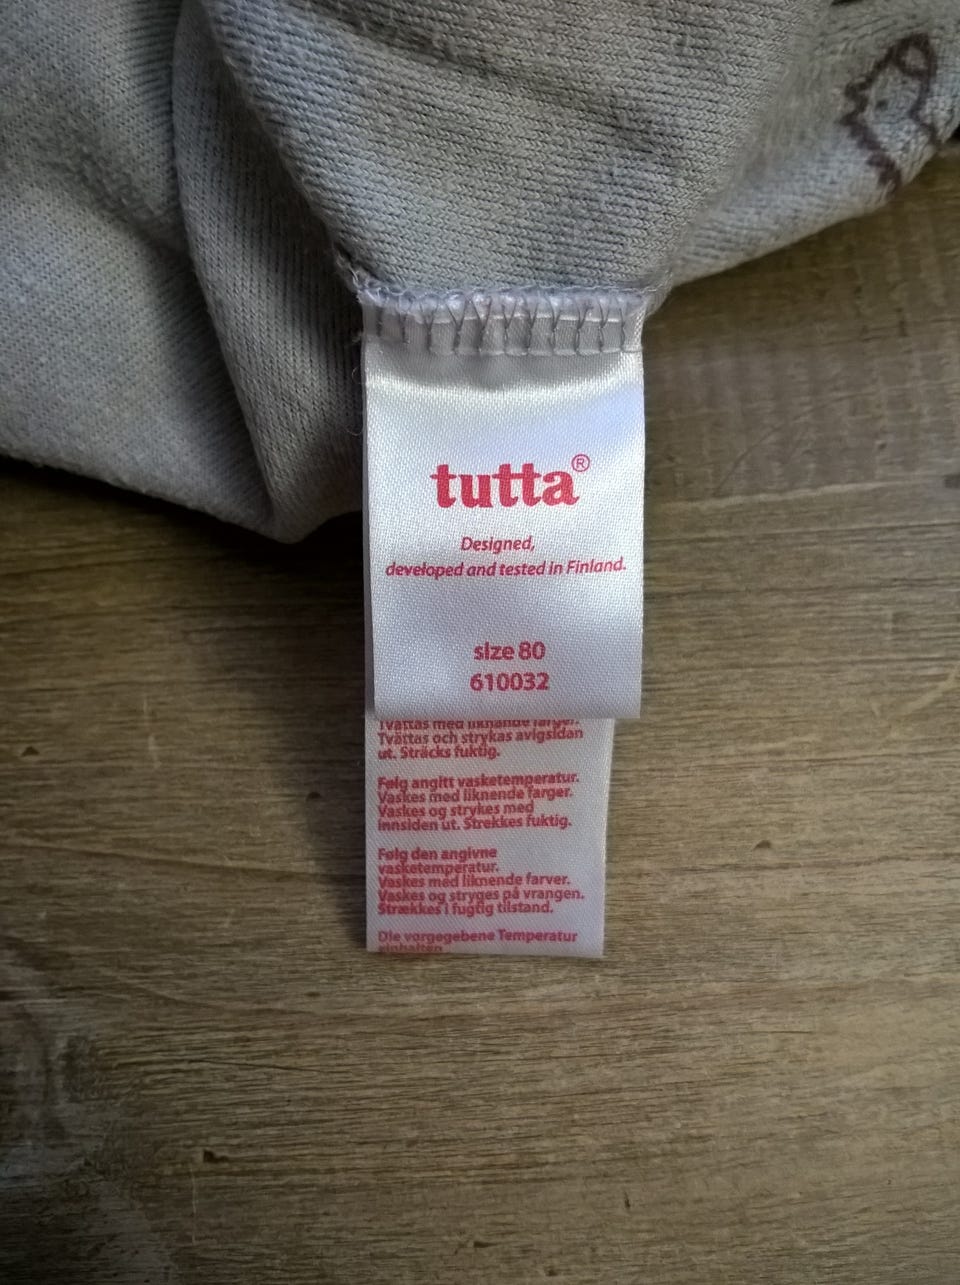 tutta®
Designed,
developed and tested in Finland.
size 80
610032
Tvättas med liknande färger.
Tvättas och strykas avigsidan
ut. Sträcks fuktig.
Følg angitt vasketemperatur.
Vaskes med liknende farger.
Vaskes og strykes med
innsiden ut. Strekkes fuktig.
Følg den angivne
vasketemperatur.
Vaskes med liknende farver.
Vaskes og stryges på vrangen.
Strækkes i fugtig tilstand.
Die vorgegebene Temperatur
einhalten